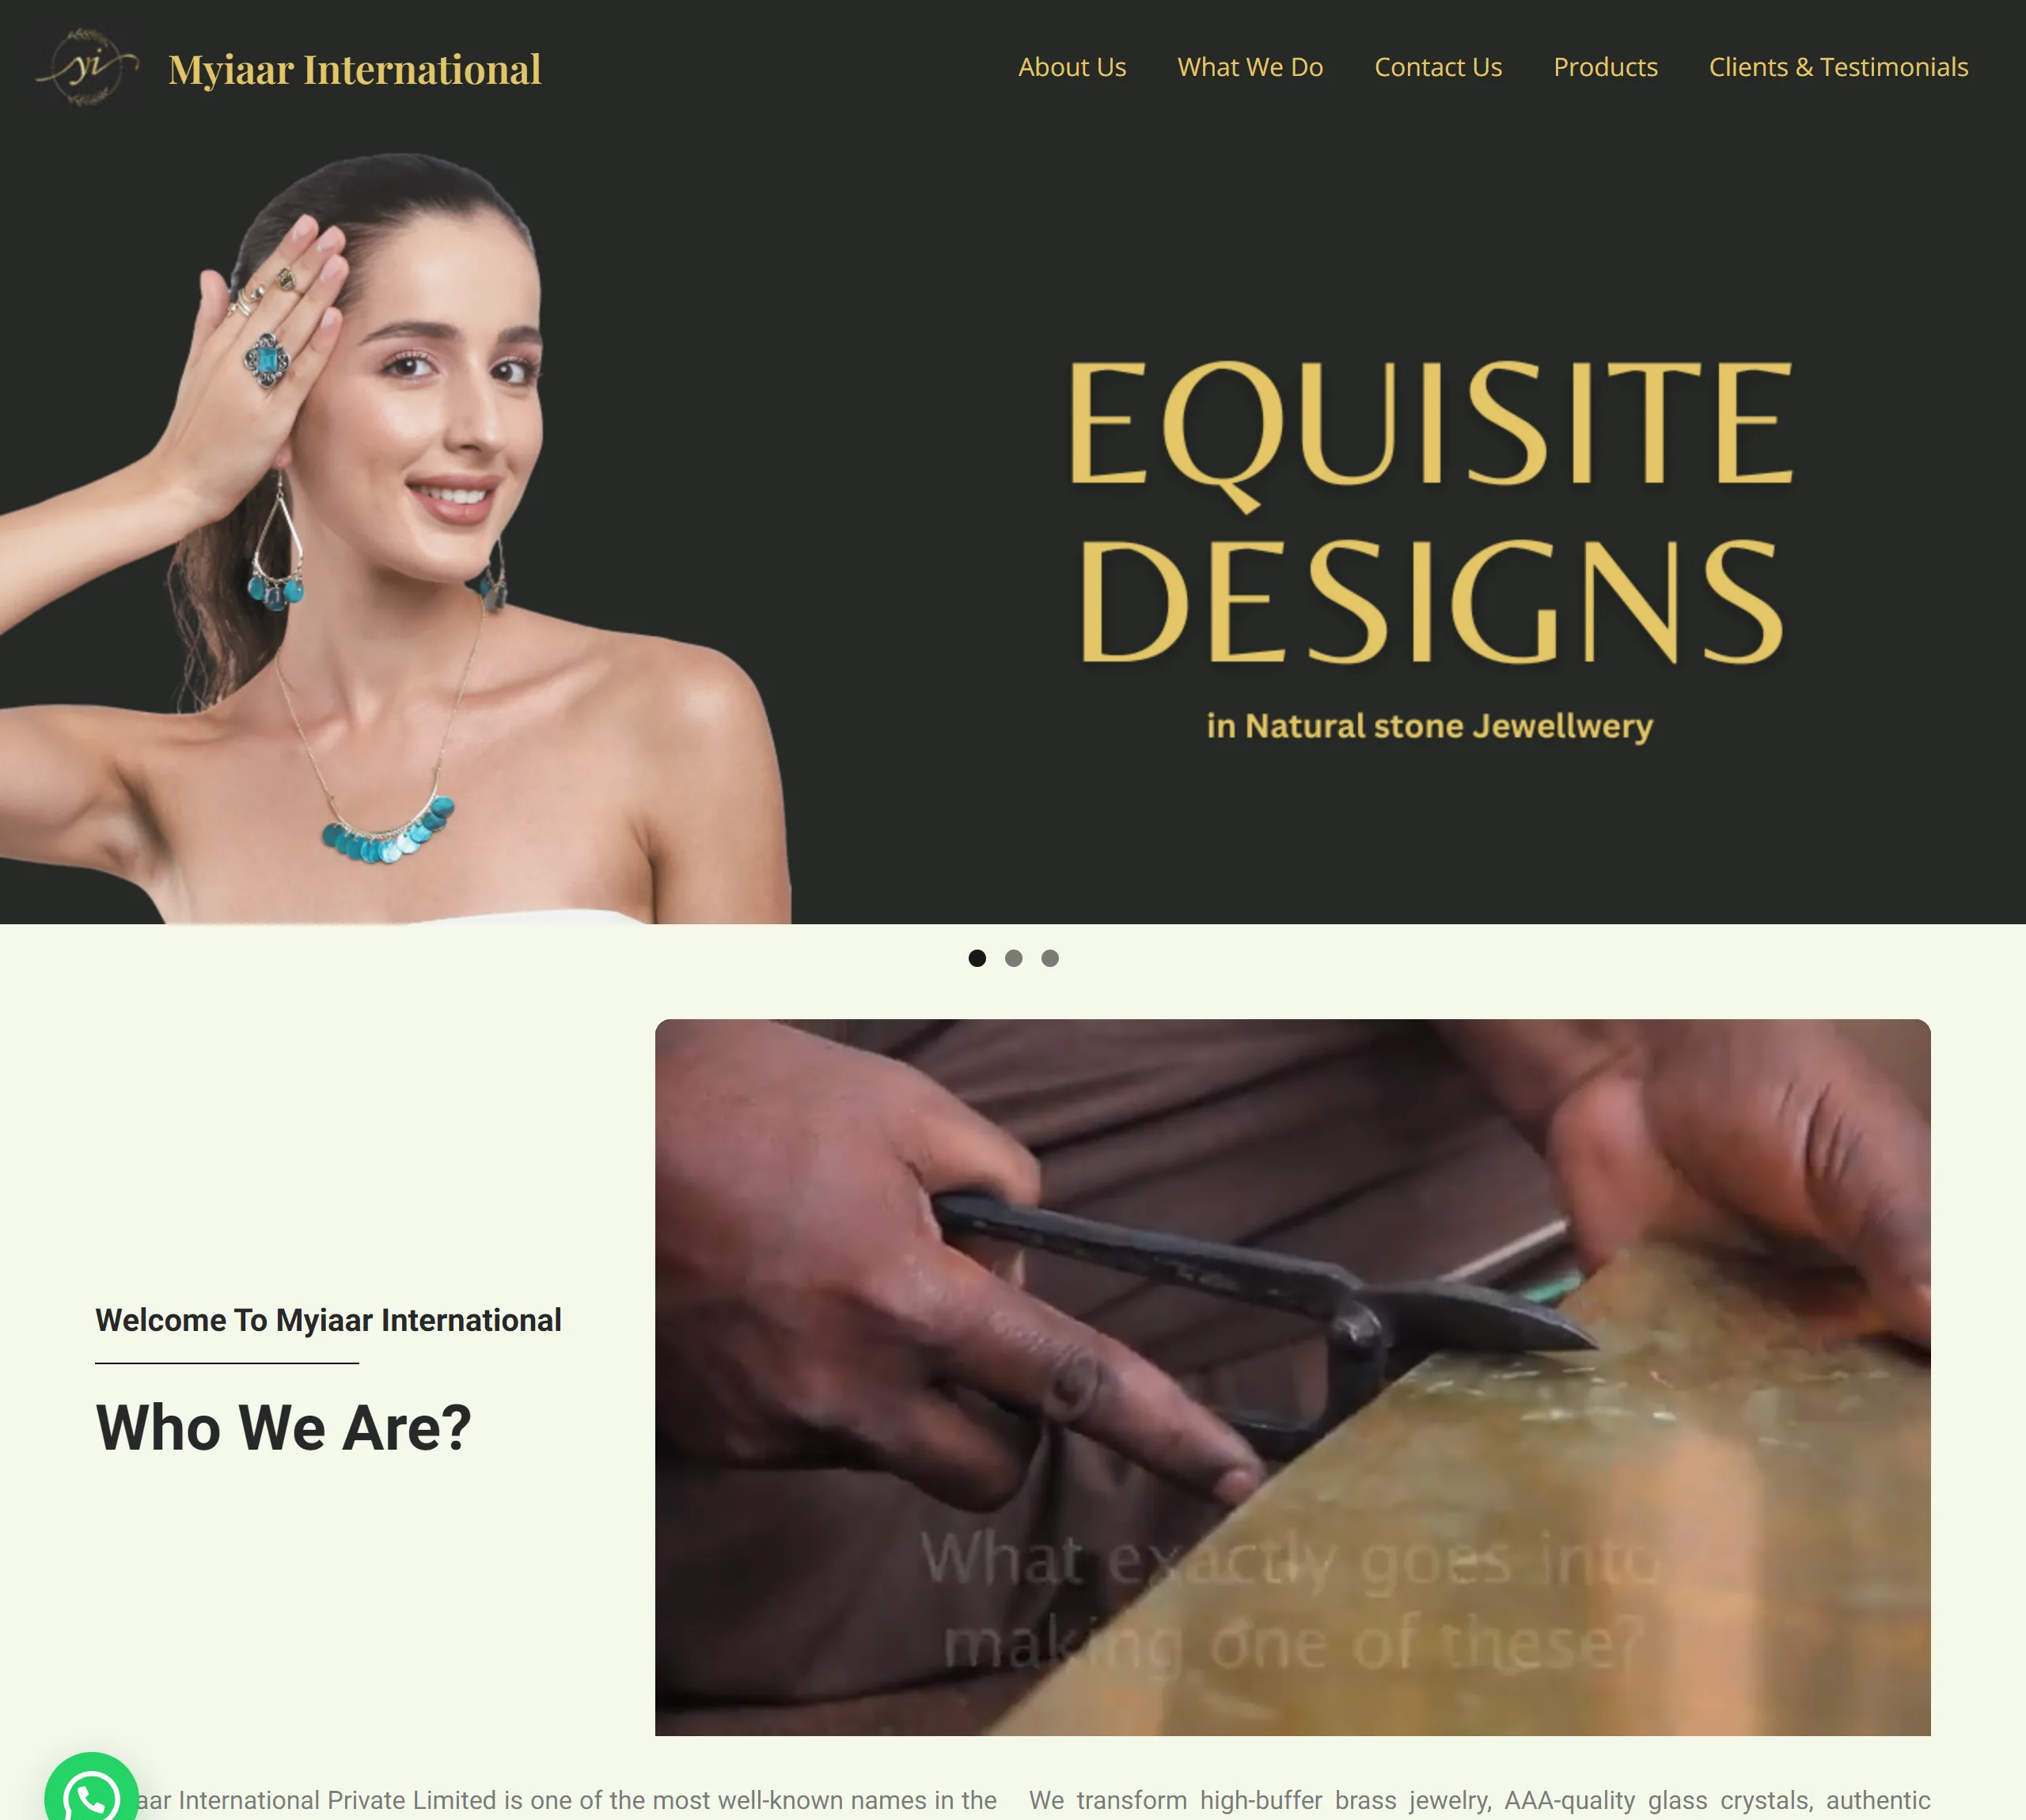 yi
Myiaar International
About Us
What We Do
Contact Us
Products
Clients & Testimonials
EQUISITE
DESIGNS
in Natural stone Jewellwery
Welcome To Myiaar International
Who We Are?
What exactly goes into
making one of these?
aar International Private Limited is one of the most well-known names in the
We transform high-buffer brass jewelry, AAA-quality glass crystals, authentic